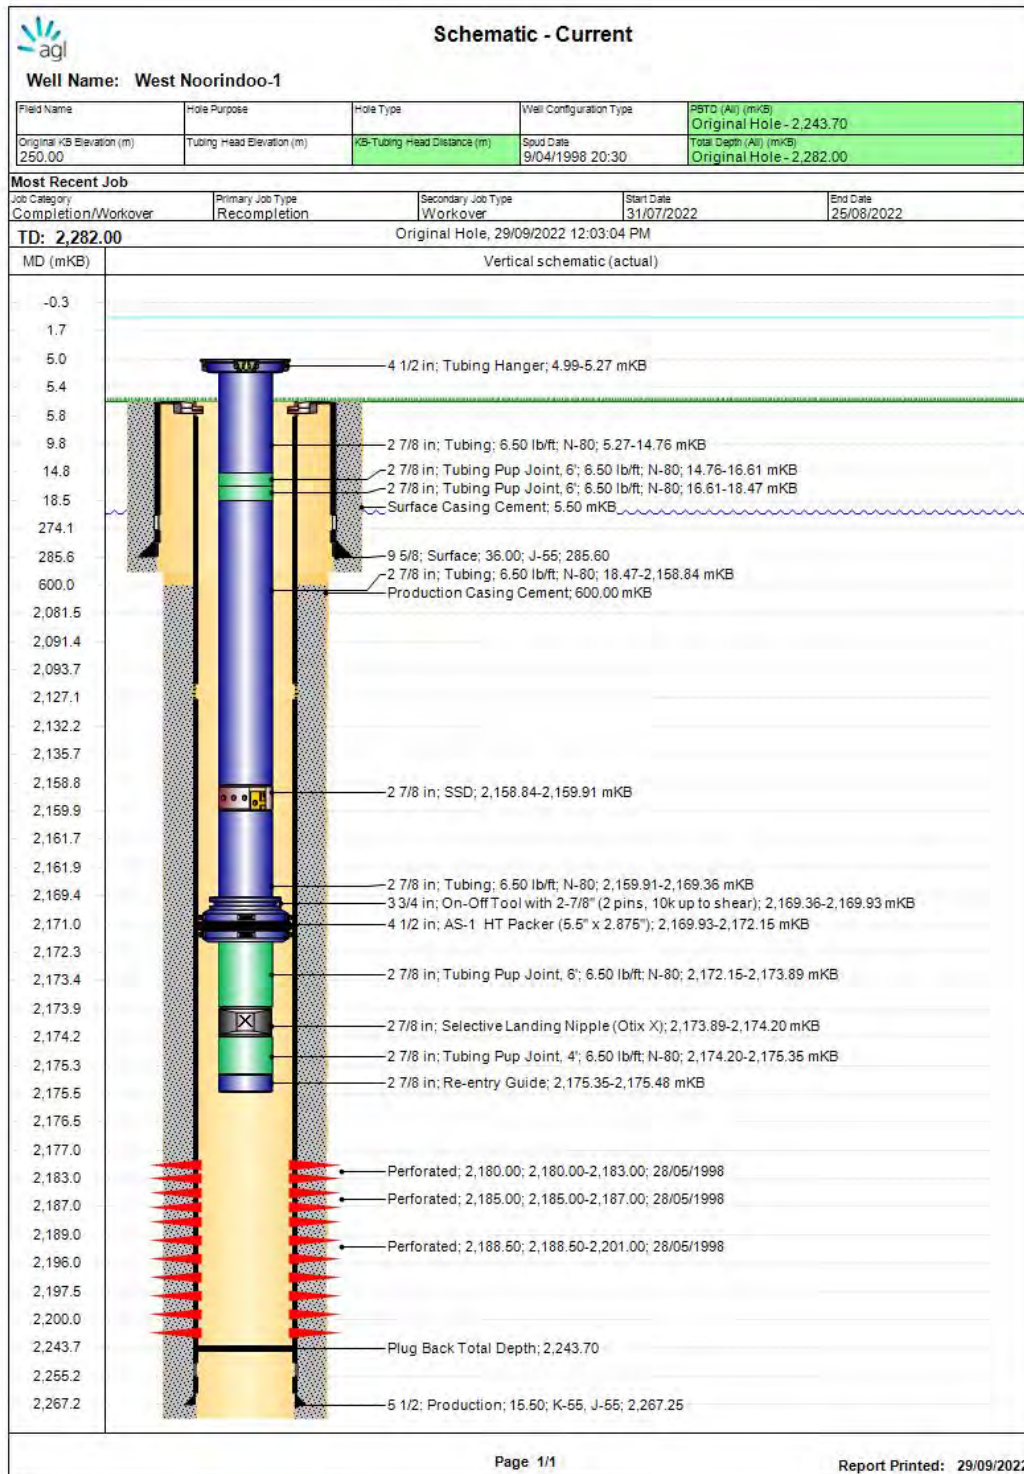 agl
Schematic - Current
Well Name: West Noorindoo-1
Field Name
Hole Purpose
Hole Type
Well Configuration Type
PBTD (All) (mKB)
Original Hole - 2,243.70
Original KB Elevation (m)
250.00
Tubing Head Elevation (m)
KB-Tubing Head Distance (m)
Spud Date
9/04/1998 20:30
Total Depth (All) (mKB)
Original Hole - 2,282.00
Most Recent Job
Job Category
Completion/Workover
Primary Job Type
Recompletion
Secondary Job Type
Workover
Start Date
31/07/2022
End Date
25/08/2022
TD: 2,282.00
Original Hole, 29/09/2022 12:03:04 PM
MD (mKB)
Vertical schematic (actual)
-0.3
1.7
5.0
4 1/2 in; Tubing Hanger; 4.99-5.27 mKB
5.4
5.8
9.8
2 7/8 in; Tubing; 6.50 lb/ft; N-80; 5.27-14.76 mKB
14.8
2 7/8 in; Tubing Pup Joint, 6'; 6.50 lb/ft; N-80; 14.76-16.61 mKB
18.5
2 7/8 in; Tubing Pup Joint, 6'; 6.50 lb/ft; N-80; 16.61-18.47 mKB
Surface Casing Cement; 5.50 mKB
274.1
285.6
9 5/8; Surface; 36.00; J-55; 285.60
2 7/8 in; Tubing; 6.50 lb/ft; N-80; 18.47-2,158.84 mKB
600.0
Production Casing Cement; 600.00 mKB
2,081.5
2,091.4
2,093.7
2,127.1
2,132.2
2,135.7
2,158.8
2 7/8 in; SSD; 2,158.84-2,159.91 mKB
2,159.9
2,161.7
2,161.9
2 7/8 in; Tubing; 6.50 lb/ft; N-80; 2,159.91-2,169.36 mKB
2,169.4
3 3/4 in; On-Off Tool with 2-7/8" (2 pins, 10k up to shear); 2,169.36-2,169.93 mKB
2,171.0
4 1/2 in; AS-1 HT Packer (5.5" x 2.875"); 2,169.93-2,172.15 mKB
2,172.3
2,173.4
2 7/8 in; Tubing Pup Joint, 6'; 6.50 lb/ft; N-80; 2,172.15-2,173.89 mKB
2,173.9
2 7/8 in; Selective Landing Nipple (Otix X); 2,173.89-2,174.20 mKB
2,174.2
2 7/8 in; Tubing Pup Joint, 4'; 6.50 lb/ft; N-80; 2,174.20-2,175.35 mKB
2,175.3
2 7/8 in; Re-entry Guide; 2,175.35-2,175.48 mKB
2,175.5
2,176.5
2,177.0
Perforated; 2,180.00; 2,180.00-2,183.00; 28/05/1998
2,183.0
Perforated; 2,185.00; 2,185.00-2,187.00; 28/05/1998
2,187.0
2,189.0
Perforated; 2,188.50; 2,188.50-2,201.00; 28/05/1998
2,196.0
2,197.5
2,200.0
2,243.7
Plug Back Total Depth; 2,243.70
2,255.2
2,267.2
5 1/2; Production; 15.50; K-55, J-55; 2,267.25
Page 1/1
Report Printed: 29/09/2022